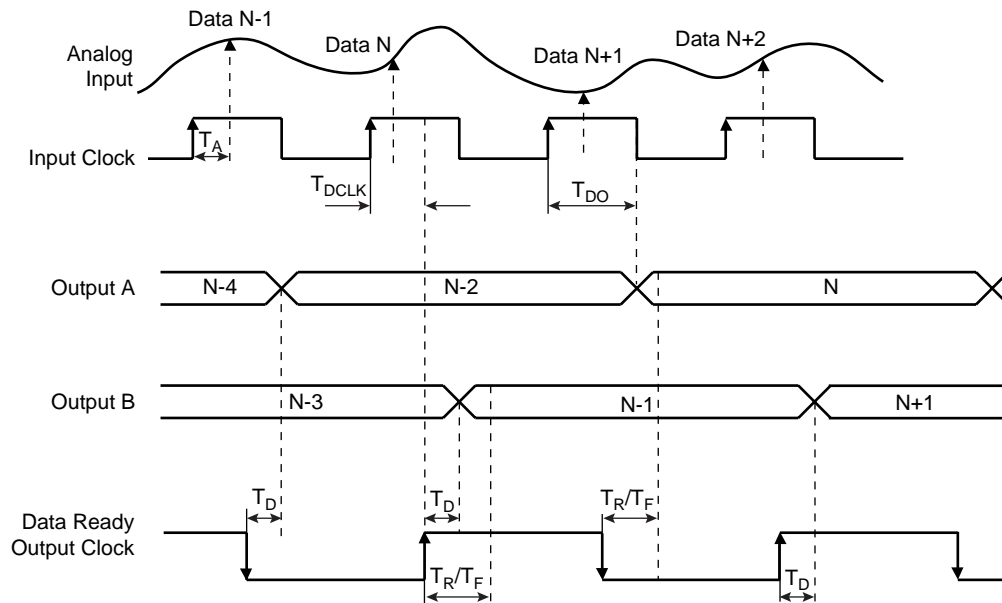 Data N-1
Data N
Data N+1
Data N+2
Analog
Input
T_A
Input Clock
T_DCLK
T_DO
Output A
N-4
N-2
N
Output B
N-3
N-1
N+1
T_D
T_D
T_R/T_F
Data Ready
Output Clock
T_R/T_F
T_D